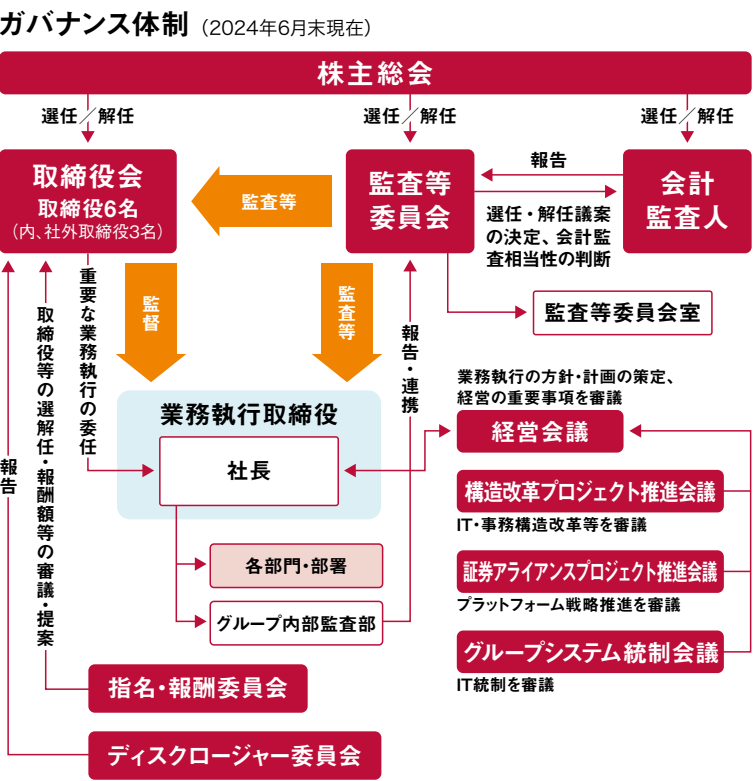 ガバナンス体制（2024年6月末現在）
株主総会
選任／解任
選任／解任
選任／解任
取締役会
取締役6名
（内、社外取締役3名）
監査等
監査等
委員会
報告
選任・解任議案
の決定、会計監
査相当性の判断
会計
監査人
監査等委員会室
重要な業務執行の委任
監督
監査等
報告・連携
取締役等の選解任・報酬額等の審議・提案
報告
業務執行取締役
社長
各部門・部署
グループ内部監査部
業務執行の方針・計画の策定、
経営の重要事項を審議
経営会議
構造改革プロジェクト推進会議
IT・事務構造改革等を審議
証券アライアンスプロジェクト推進会議
プラットフォーム戦略推進を審議
グループシステム統制会議
IT統制を審議
指名・報酬委員会
ディスクロージャー委員会